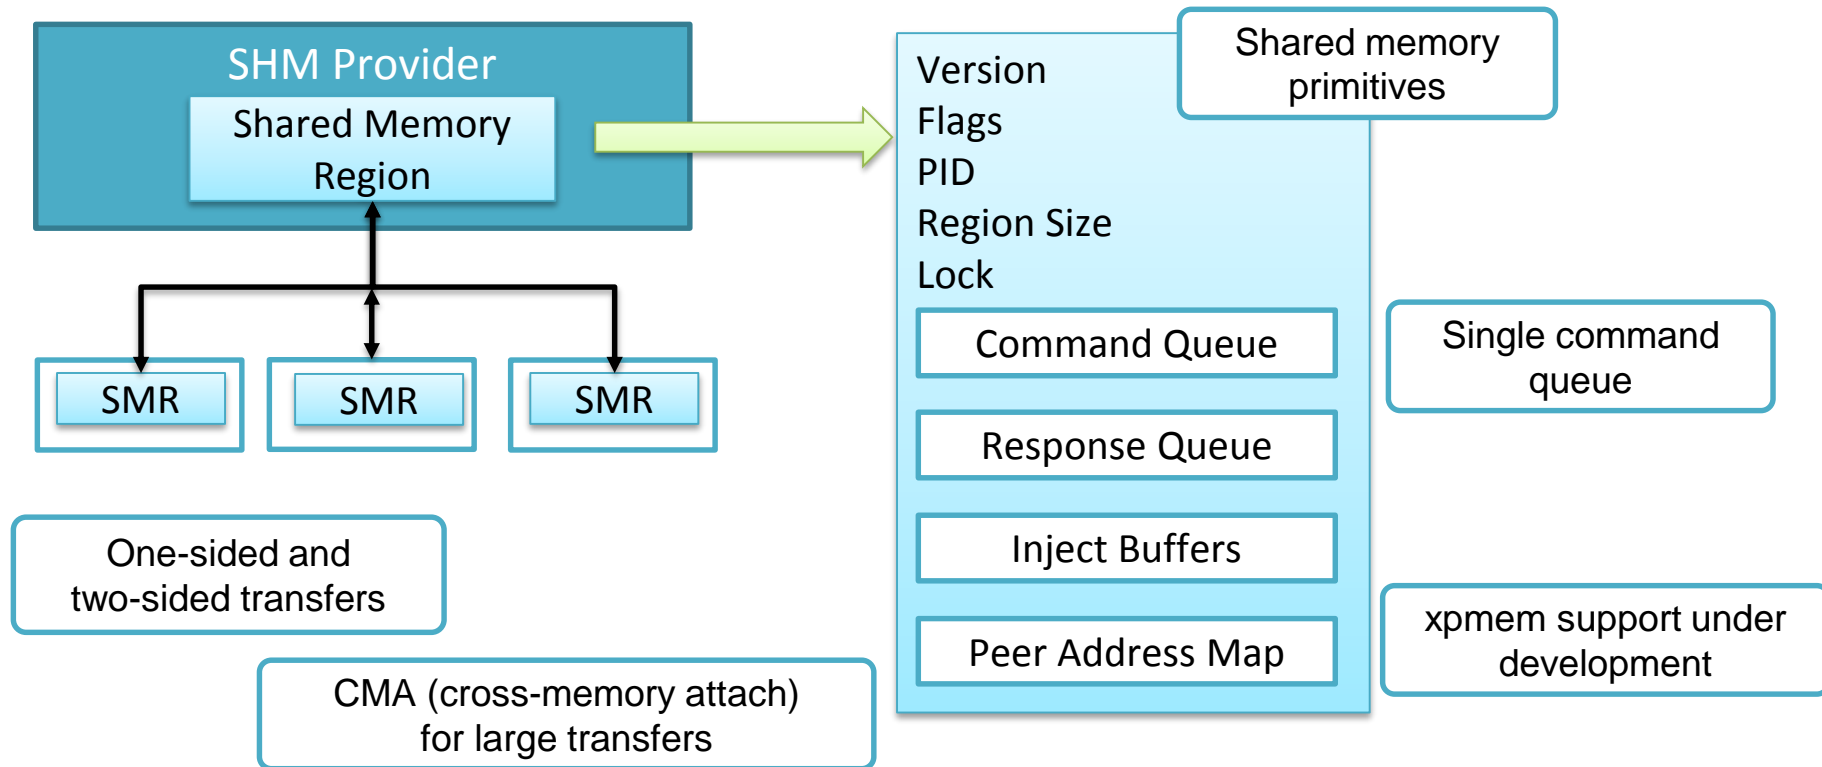 SHM Provider
Shared Memory
Region
SMR
SMR
SMR
One-sided and
two-sided transfers
CMA (cross-memory attach)
for large transfers
Shared memory
primitives
Version
Flags
PID
Region Size
Lock
Command Queue
Response Queue
Inject Buffers
Peer Address Map
Single command
queue
xpmem support under
development